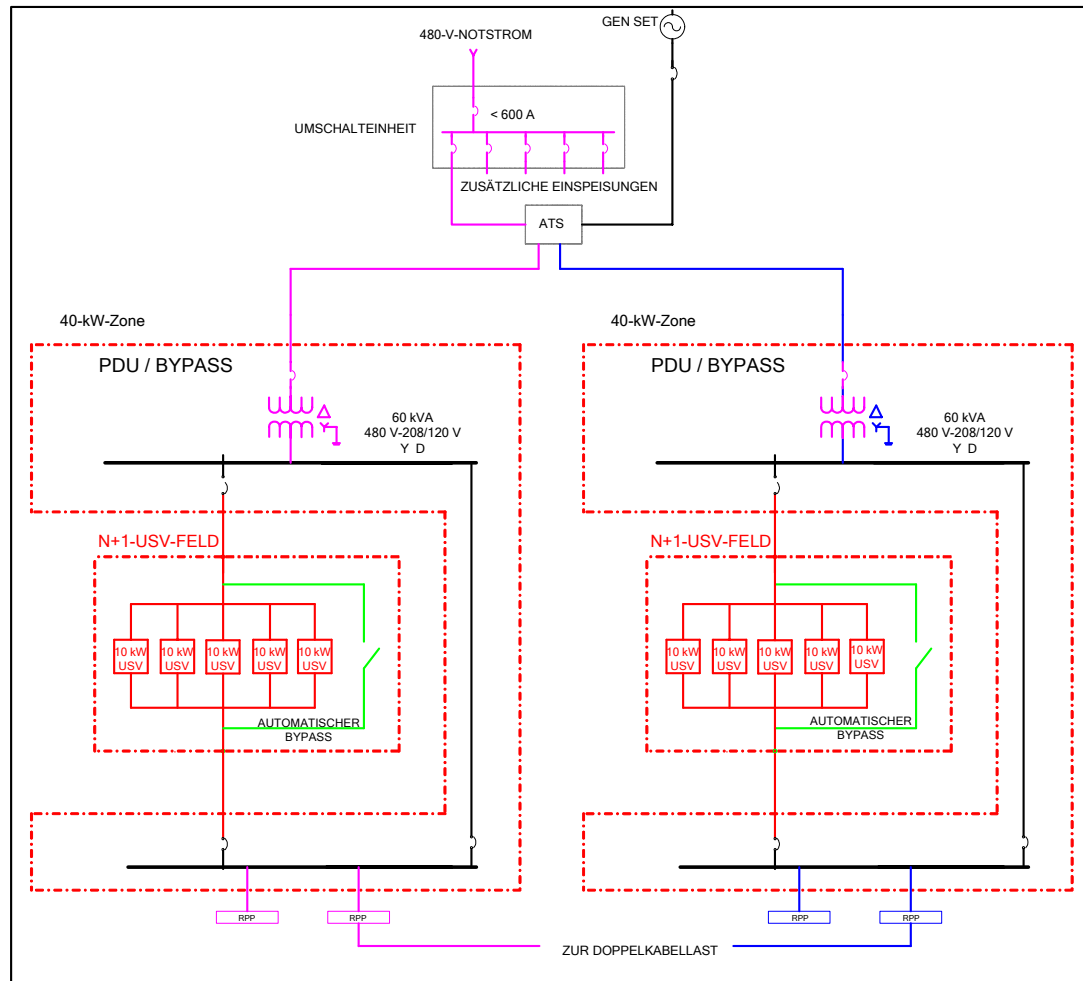 GEN SET
480-V-NOTSTROM
< 600 A
UMSCHALTEINHEIT
ZUSÄTZLICHE EINSPEISUNGEN
ATS
40-kW-Zone
PDU / BYPASS
60 kVA
480 V-208/120 V
Y D
N+1-USV-FELD
10 kW
USV
10 kW
USV
10 kW
USV
10 kW
USV
10 kW
USV
AUTOMATISCHER
BYPASS
RPP
RPP
40-kW-Zone
PDU / BYPASS
60 kVA
480 V-208/120 V
Y D
N+1-USV-FELD
10 kW
USV
10 kW
USV
10 kW
USV
10 kW
USV
10 kW
USV
AUTOMATISCHER
BYPASS
RPP
RPP
ZUR DOPPELKABELLAST